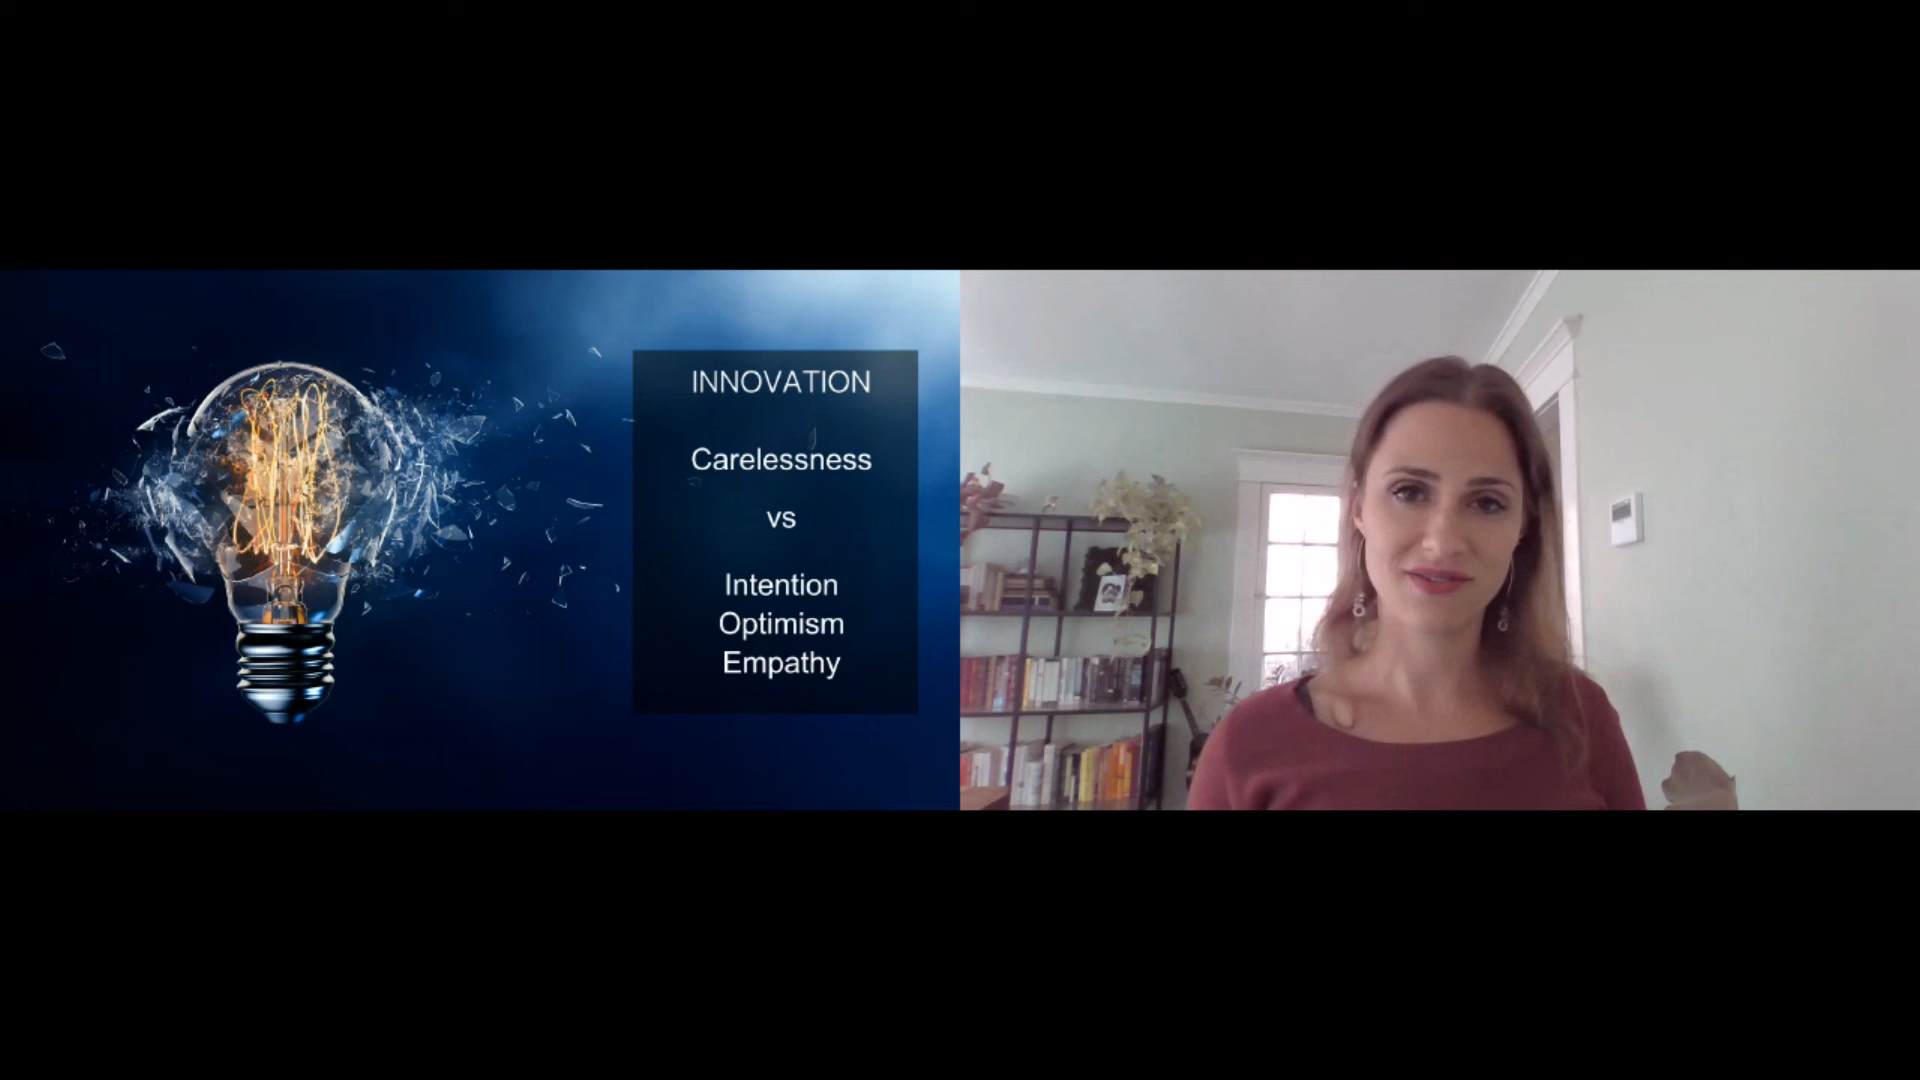 INNOVATION
Carelessness
vs
Intention
Optimism
Empathy